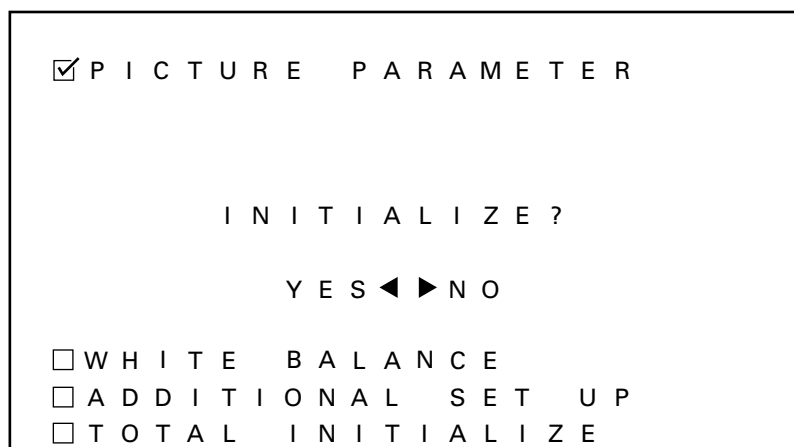 ☑PICTURE PARAMETER
INITIALIZE?
YES◀ ▶NO
☐WHITE BALANCE
☐ADDITIONAL SET UP
☐TOTAL INITIALIZE